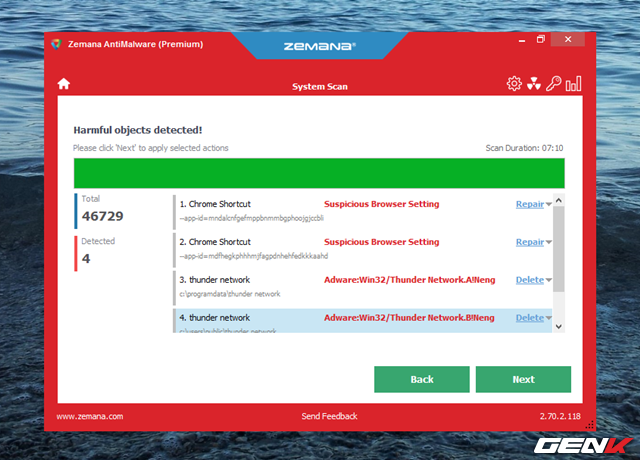 Zemana AntiMalware (Premium)
ZEMANA®
System Scan
Harmful objects detected!
Please click 'Next' to apply selected actions
Scan Duration: 07:10
Total
46729
Detected
4
1. Chrome Shortcut Suspicious Browser Setting Repair
--app-id=mndalcnfgefmppbnmmbgphoojgjccbli
2. Chrome Shortcut Suspicious Browser Setting Repair
--app-id=mdfhegkphhhmjfagpdnhehfedkkkaahd
3. thunder network Adware:Win32/Thunder Network.A!Neng Delete
c:\programdata\thunder network
4. thunder network Adware:Win32/Thunder Network.B!Neng Delete
c:\users\public\thunder network
Back Next
www.zemana.com Send Feedback 2.70.2.118
GENK